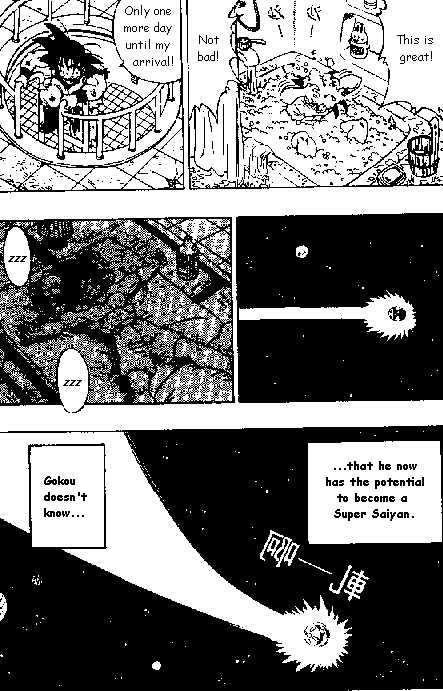 Only one
more day
until my
arrival!
Not
bad!
This is
great!
zzz
zzz
Gokou
doesn't
know...
...that he now
has the potential
to become a
Super Saiyan.